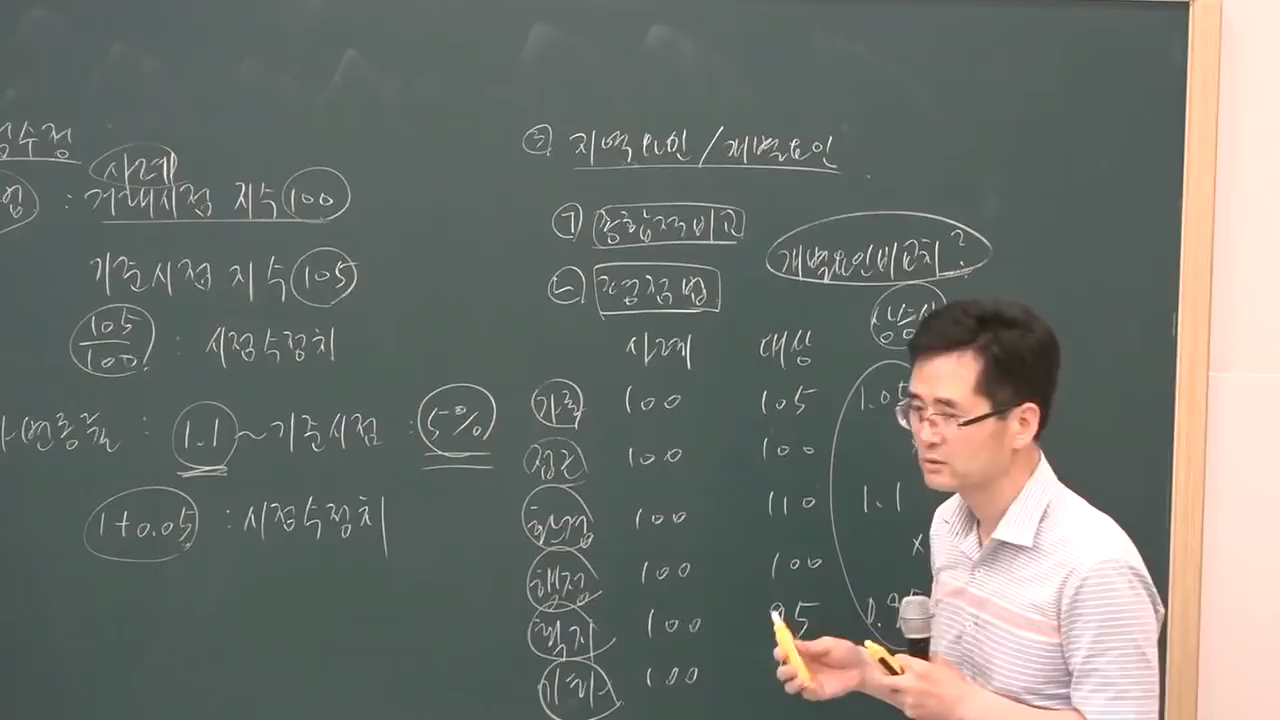 수정
사례
: 거래시점 지수 100
기준시점 지수 105
105/100 : 시점수정치
변동률 : 1.1~기준시점 : 5%
1+0.05 : 시점수정치
③ 지역요인/개별요인
㉠ 종합적비교
㉡ 평점법
개별요인비교치?
사례 대상 상승식
가로 100 105 1.05
접근 100 100
환경 100 110 1.1
행정 100 100 ×
획지 100 95 0.95
기타 100